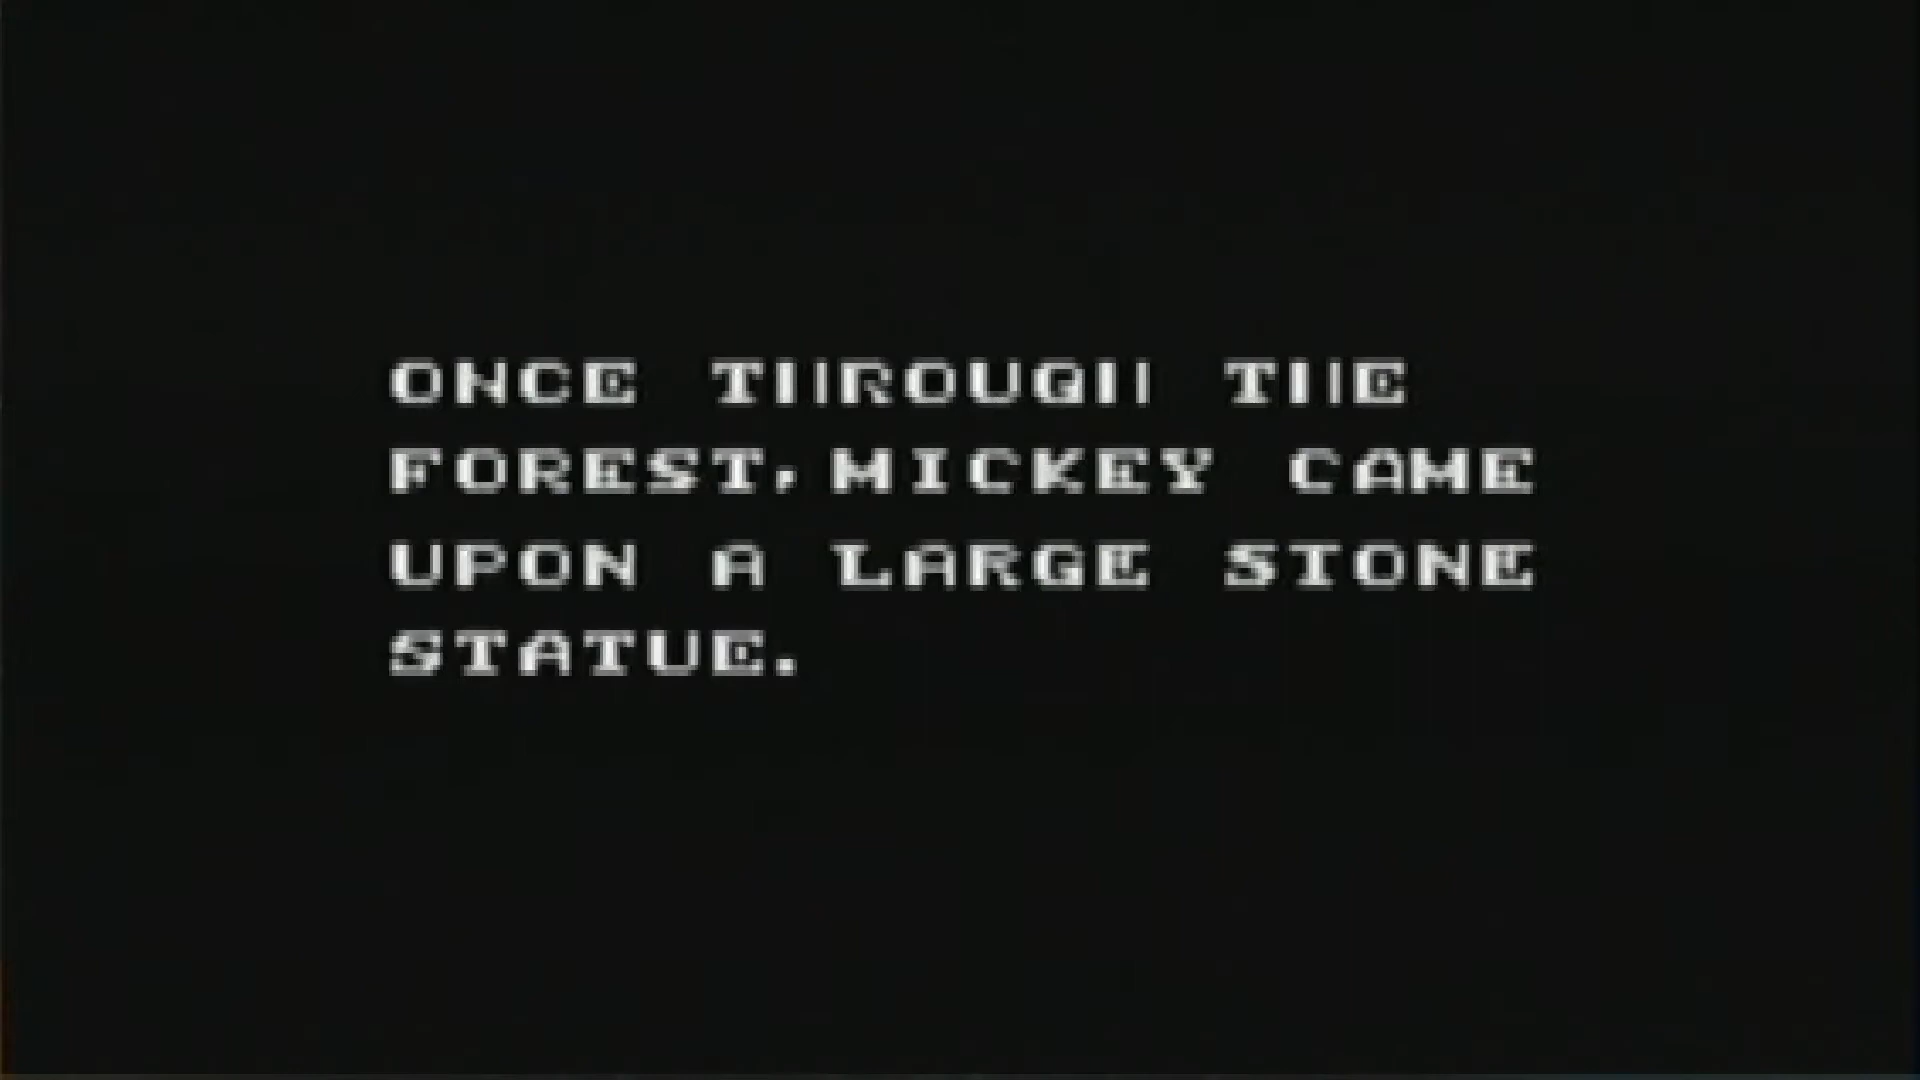 ONCE THROUGH THE
FOREST,MICKEY CAME
UPON A LARGE STONE
STATUE.